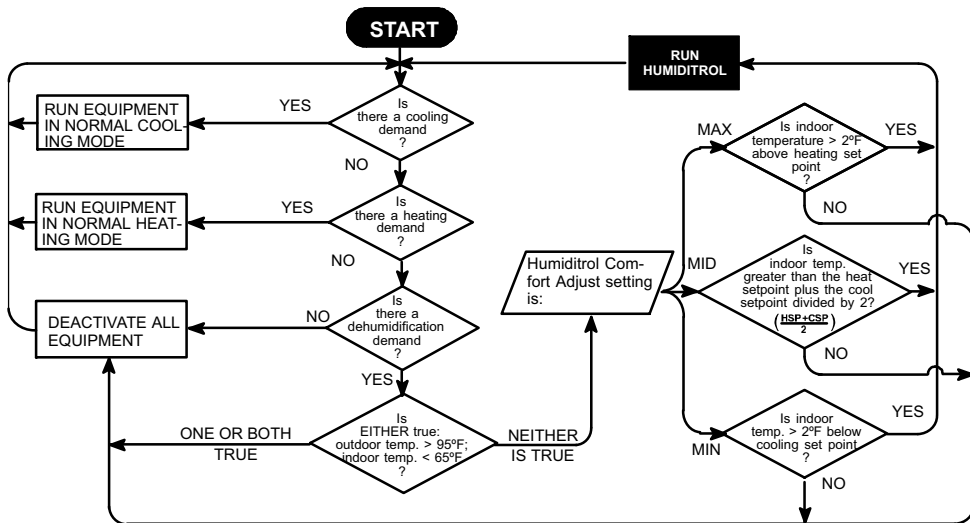 START
RUN
HUMIDITROL
RUN EQUIPMENT
IN NORMAL COOL-
ING MODE
YES
Is
there a cooling
demand
?
NO
MAX
Is indoor
temperature > 2ºF
above heating set
point
?
YES
NO
RUN EQUIPMENT
IN NORMAL HEAT-
ING MODE
YES
Is
there a heating
demand
?
NO
Humiditrol Com-
fort Adjust setting
is:
MID
Is
indoor temp.
greater than the heat
setpoint plus the cool
setpoint divided by 2?
(HSP+CSP
2)
YES
NO
DEACTIVATE ALL
EQUIPMENT
NO
Is
there a
dehumidification
demand
?
YES
ONE OR BOTH
TRUE
Is
EITHER true:
outdoor temp. > 95ºF;
indoor temp. < 65ºF
?
NEITHER
IS TRUE
MIN
Is indoor
temp. > 2ºF below
cooling set point
?
YES
NO